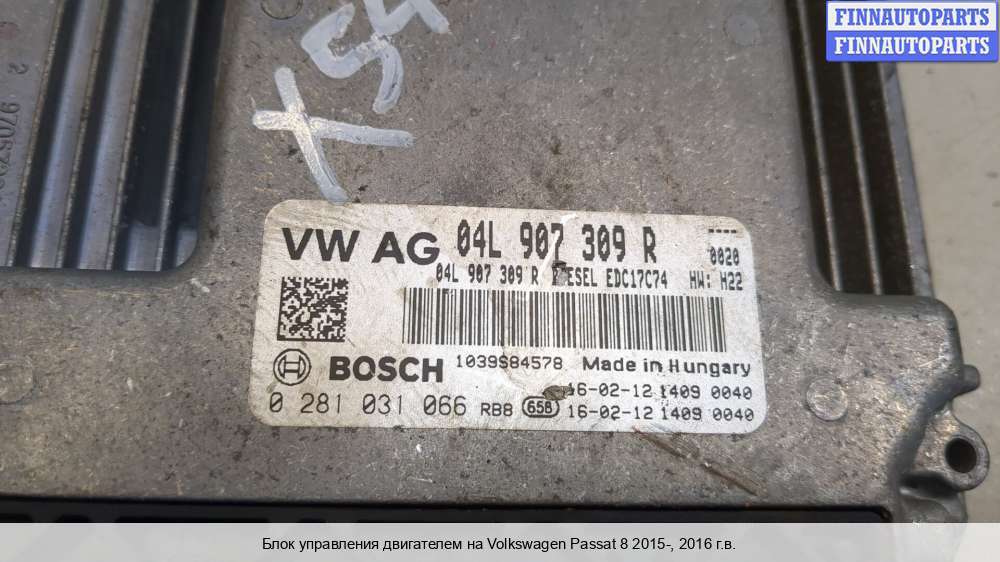 FINNAUTOPARTS
FINNAUTOPARTS
X54
VW AG 04L 907 309 R
----
0020
04L 907 309 R DIESEL EDC17C74 HW: H22
BOSCH 1039S84578 Made in Hungary
16-02-12 1409 0040
0 281 031 066 RBB 658 16-02-12 1409 0040
Блок управления двигателем на Volkswagen Passat 8 2015-, 2016 г.в.